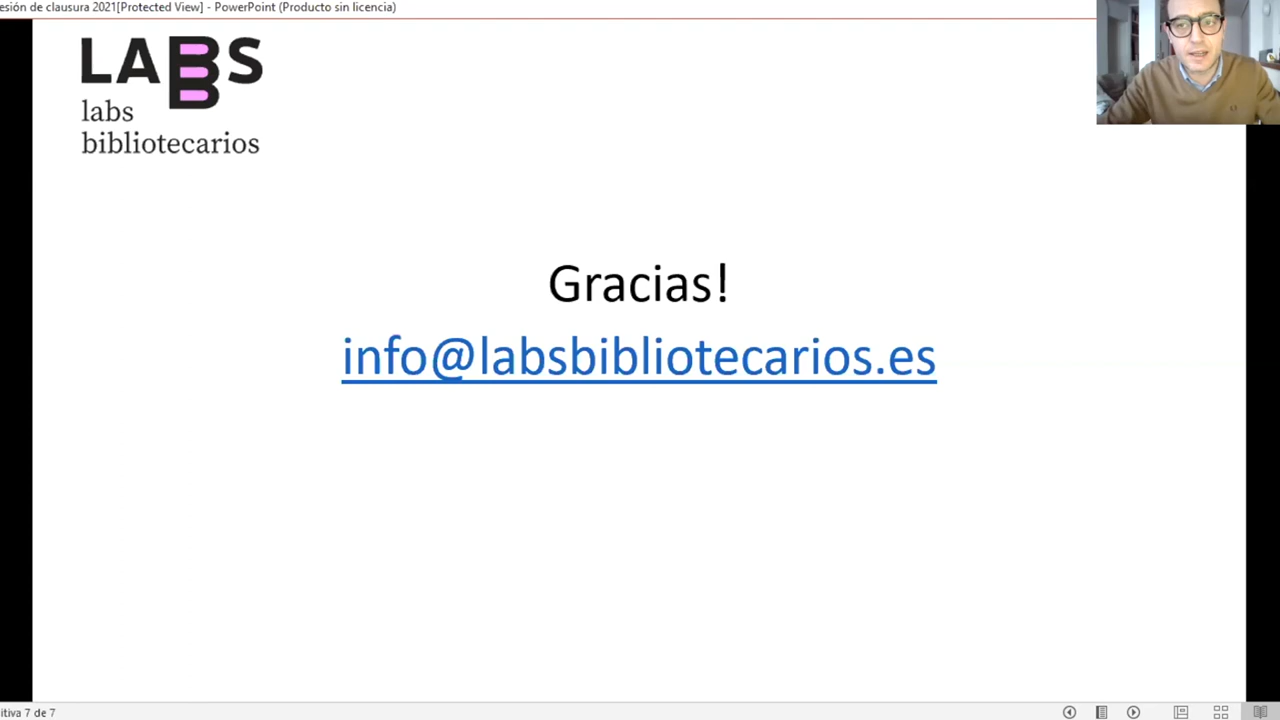 esión de clausura 2021[Protected View] - PowerPoint (Producto sin licencia)
LABS
labs
bibliotecarios
Gracias!
info@labsbibliotecarios.es
itiva 7 de 7